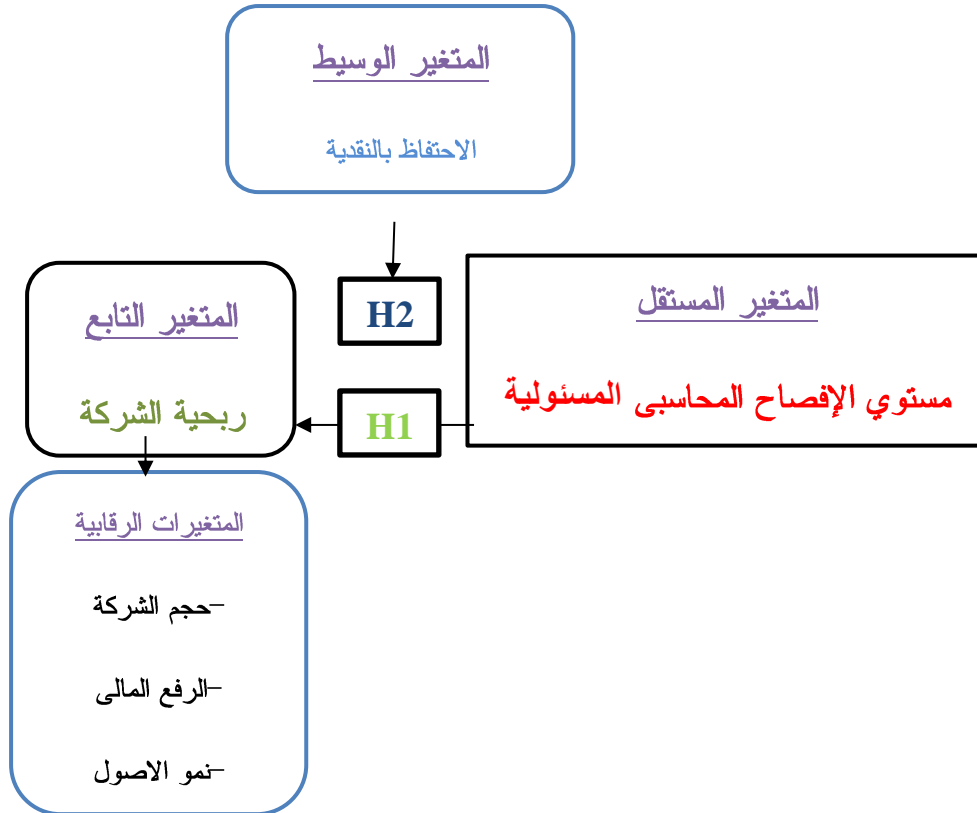 المتغير الوسيط
الاحتفاظ بالنقدية
المتغير المستقل
مستوي الإفصاح المحاسبى المسئولية
H2
H1
المتغير التابع
ربحية الشركة
المتغيرات الرقابية
-حجم الشركة
-الرفع المالى
-نمو الاصول